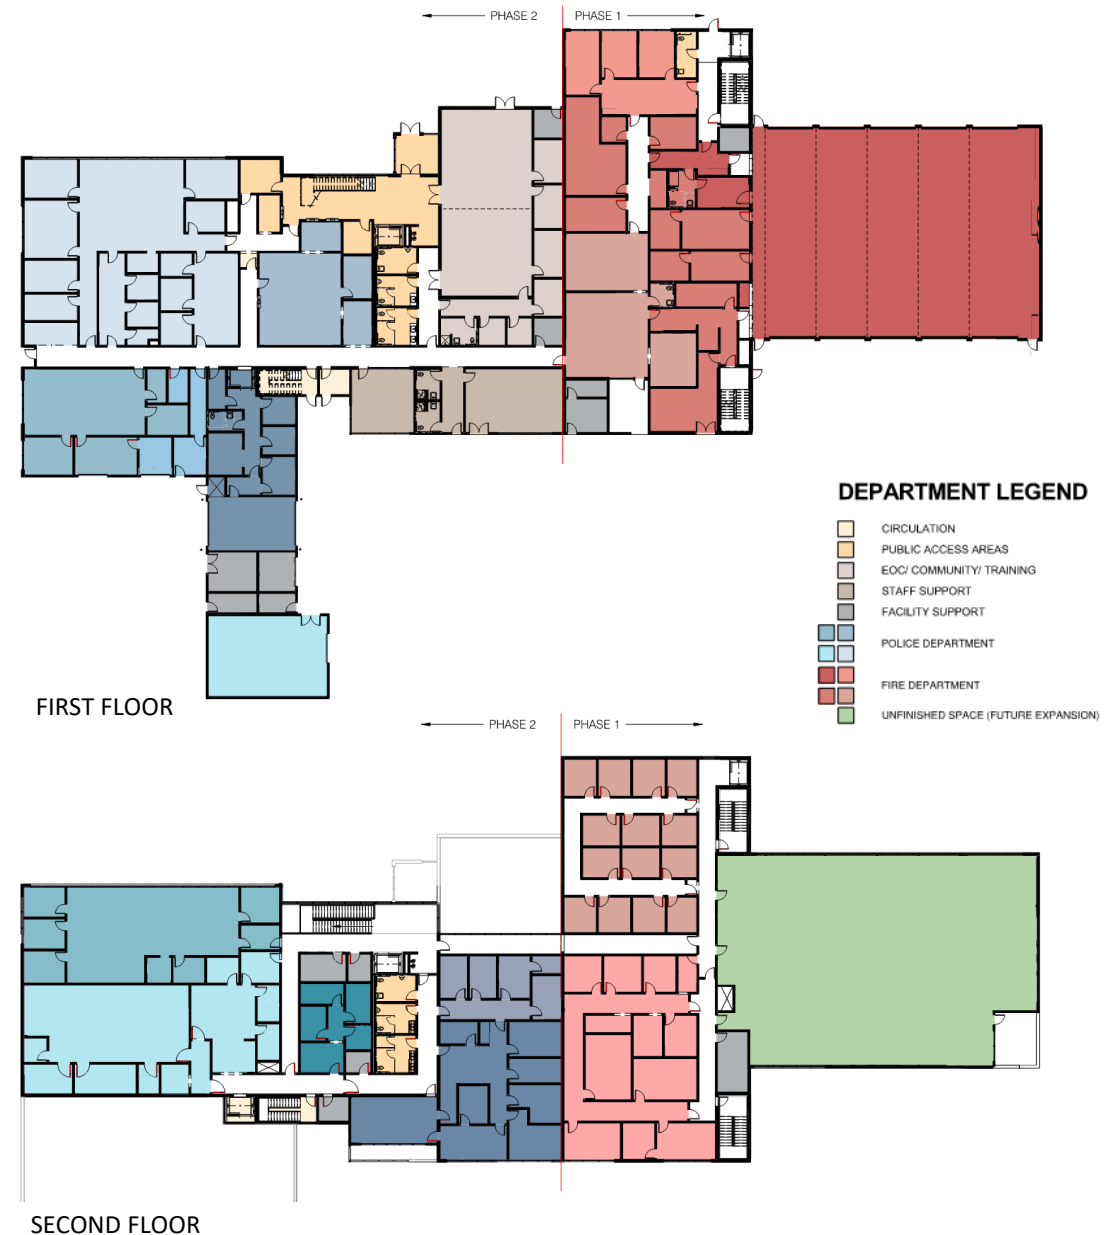 PHASE 2 PHASE 1
DEPARTMENT LEGEND
CIRCULATION
PUBLIC ACCESS AREAS
EOC/ COMMUNITY/ TRAINING
STAFF SUPPORT
FACILITY SUPPORT
POLICE DEPARTMENT
FIRE DEPARTMENT
UNFINISHED SPACE (FUTURE EXPANSION)
FIRST FLOOR
PHASE 2 PHASE 1
SECOND FLOOR